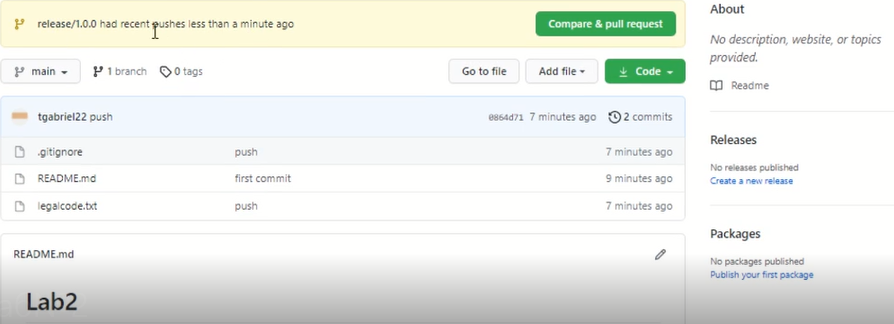 release/1.0.0 had recent pushes less than a minute ago
Compare & pull request
main
1 branch
0 tags
Go to file
Add file
Code
tgabriel22 push
0864d71 7 minutes ago
2 commits
.gitignore push 7 minutes ago
README.md first commit 9 minutes ago
legalcode.txt push 7 minutes ago
README.md
Lab2
About
No description, website, or topics
provided.
Readme
Releases
No releases published
Create a new release
Packages
No packages published
Publish your first package